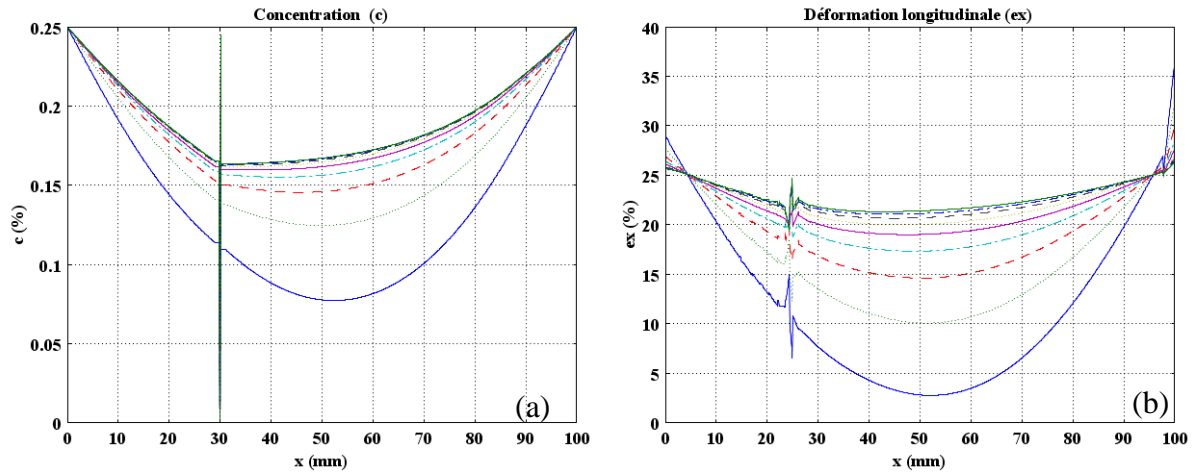 Concentration (c)
0.25
0.2
0.15
0.1
0.05
0
c (%)
0 10 20 30 40 50 60 70 80 90 100
x (mm)
(a)
Déformation longitudinale (ex)
40
35
30
25
20
15
10
5
0
ex (%)
0 10 20 30 40 50 60 70 80 90 100
x (mm)
(b)